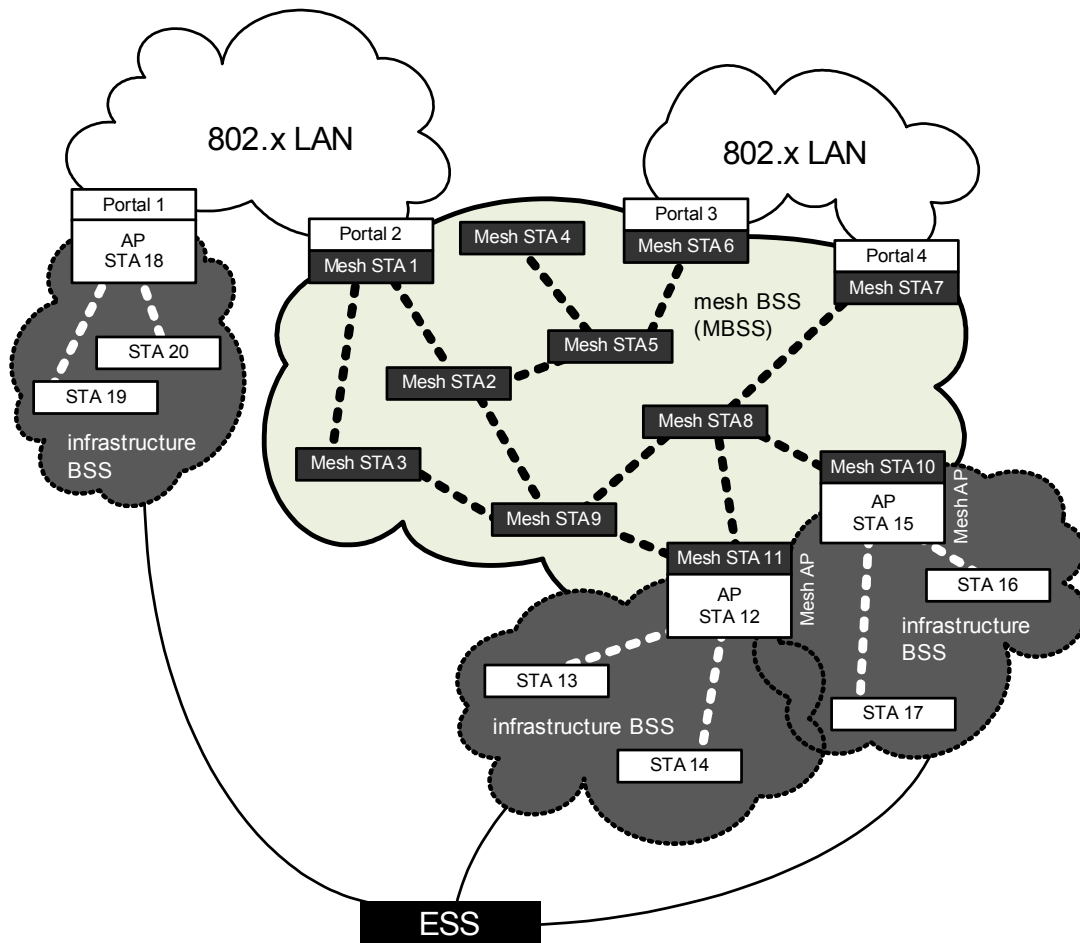 802.x LAN
802.x LAN
Portal 1
AP
STA 18
Portal 2
Mesh STA 1
Mesh STA 4
Portal 3
Mesh STA 6
Portal 4
Mesh STA7
mesh BSS
(MBSS)
STA 20
STA 19
infrastructure
BSS
Mesh STA5
Mesh STA2
Mesh STA8
Mesh STA 3
Mesh STA9
Mesh STA10
AP
STA 15
Mesh AP
Mesh STA 11
AP
STA 12
Mesh AP
STA 16
infrastructure
BSS
STA 13
STA 17
infrastructure BSS
STA 14
ESS